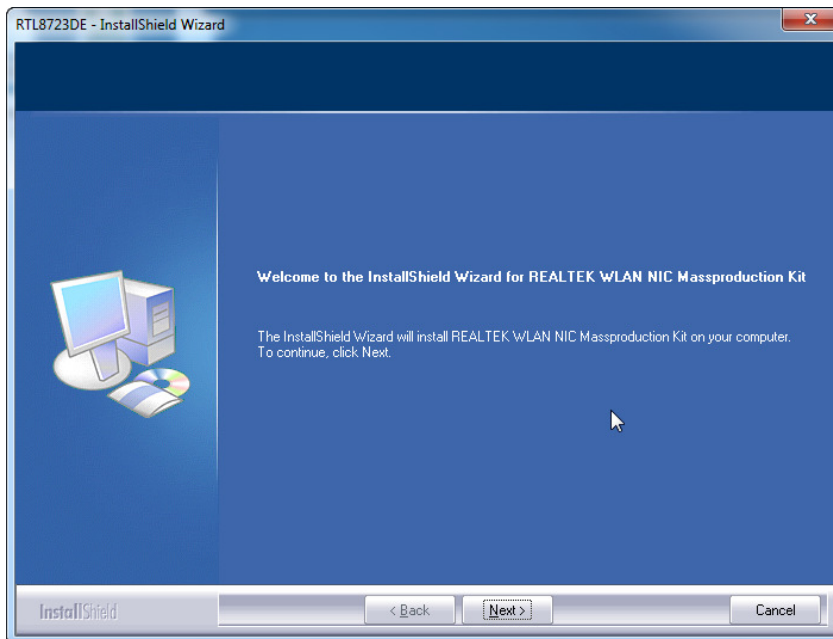 RTL8723DE - InstallShield Wizard
Welcome to the InstallShield Wizard for REALTEK WLAN NIC Massproduction Kit
The InstallShield Wizard will install REALTEK WLAN NIC Massproduction Kit on your computer.
To continue, click Next.
InstallShield
< Back
Next >
Cancel